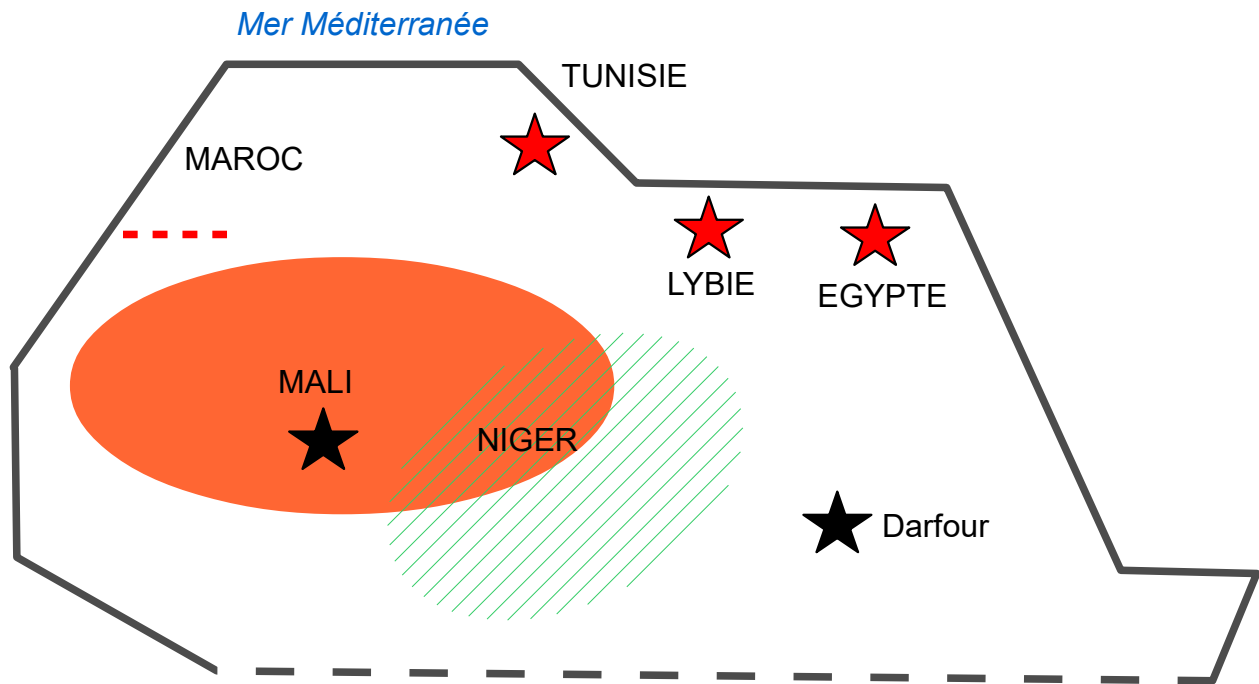 Mer Méditerranée
TUNISIE
MAROC
LYBIE
EGYPTE
MALI
NIGER
Darfour